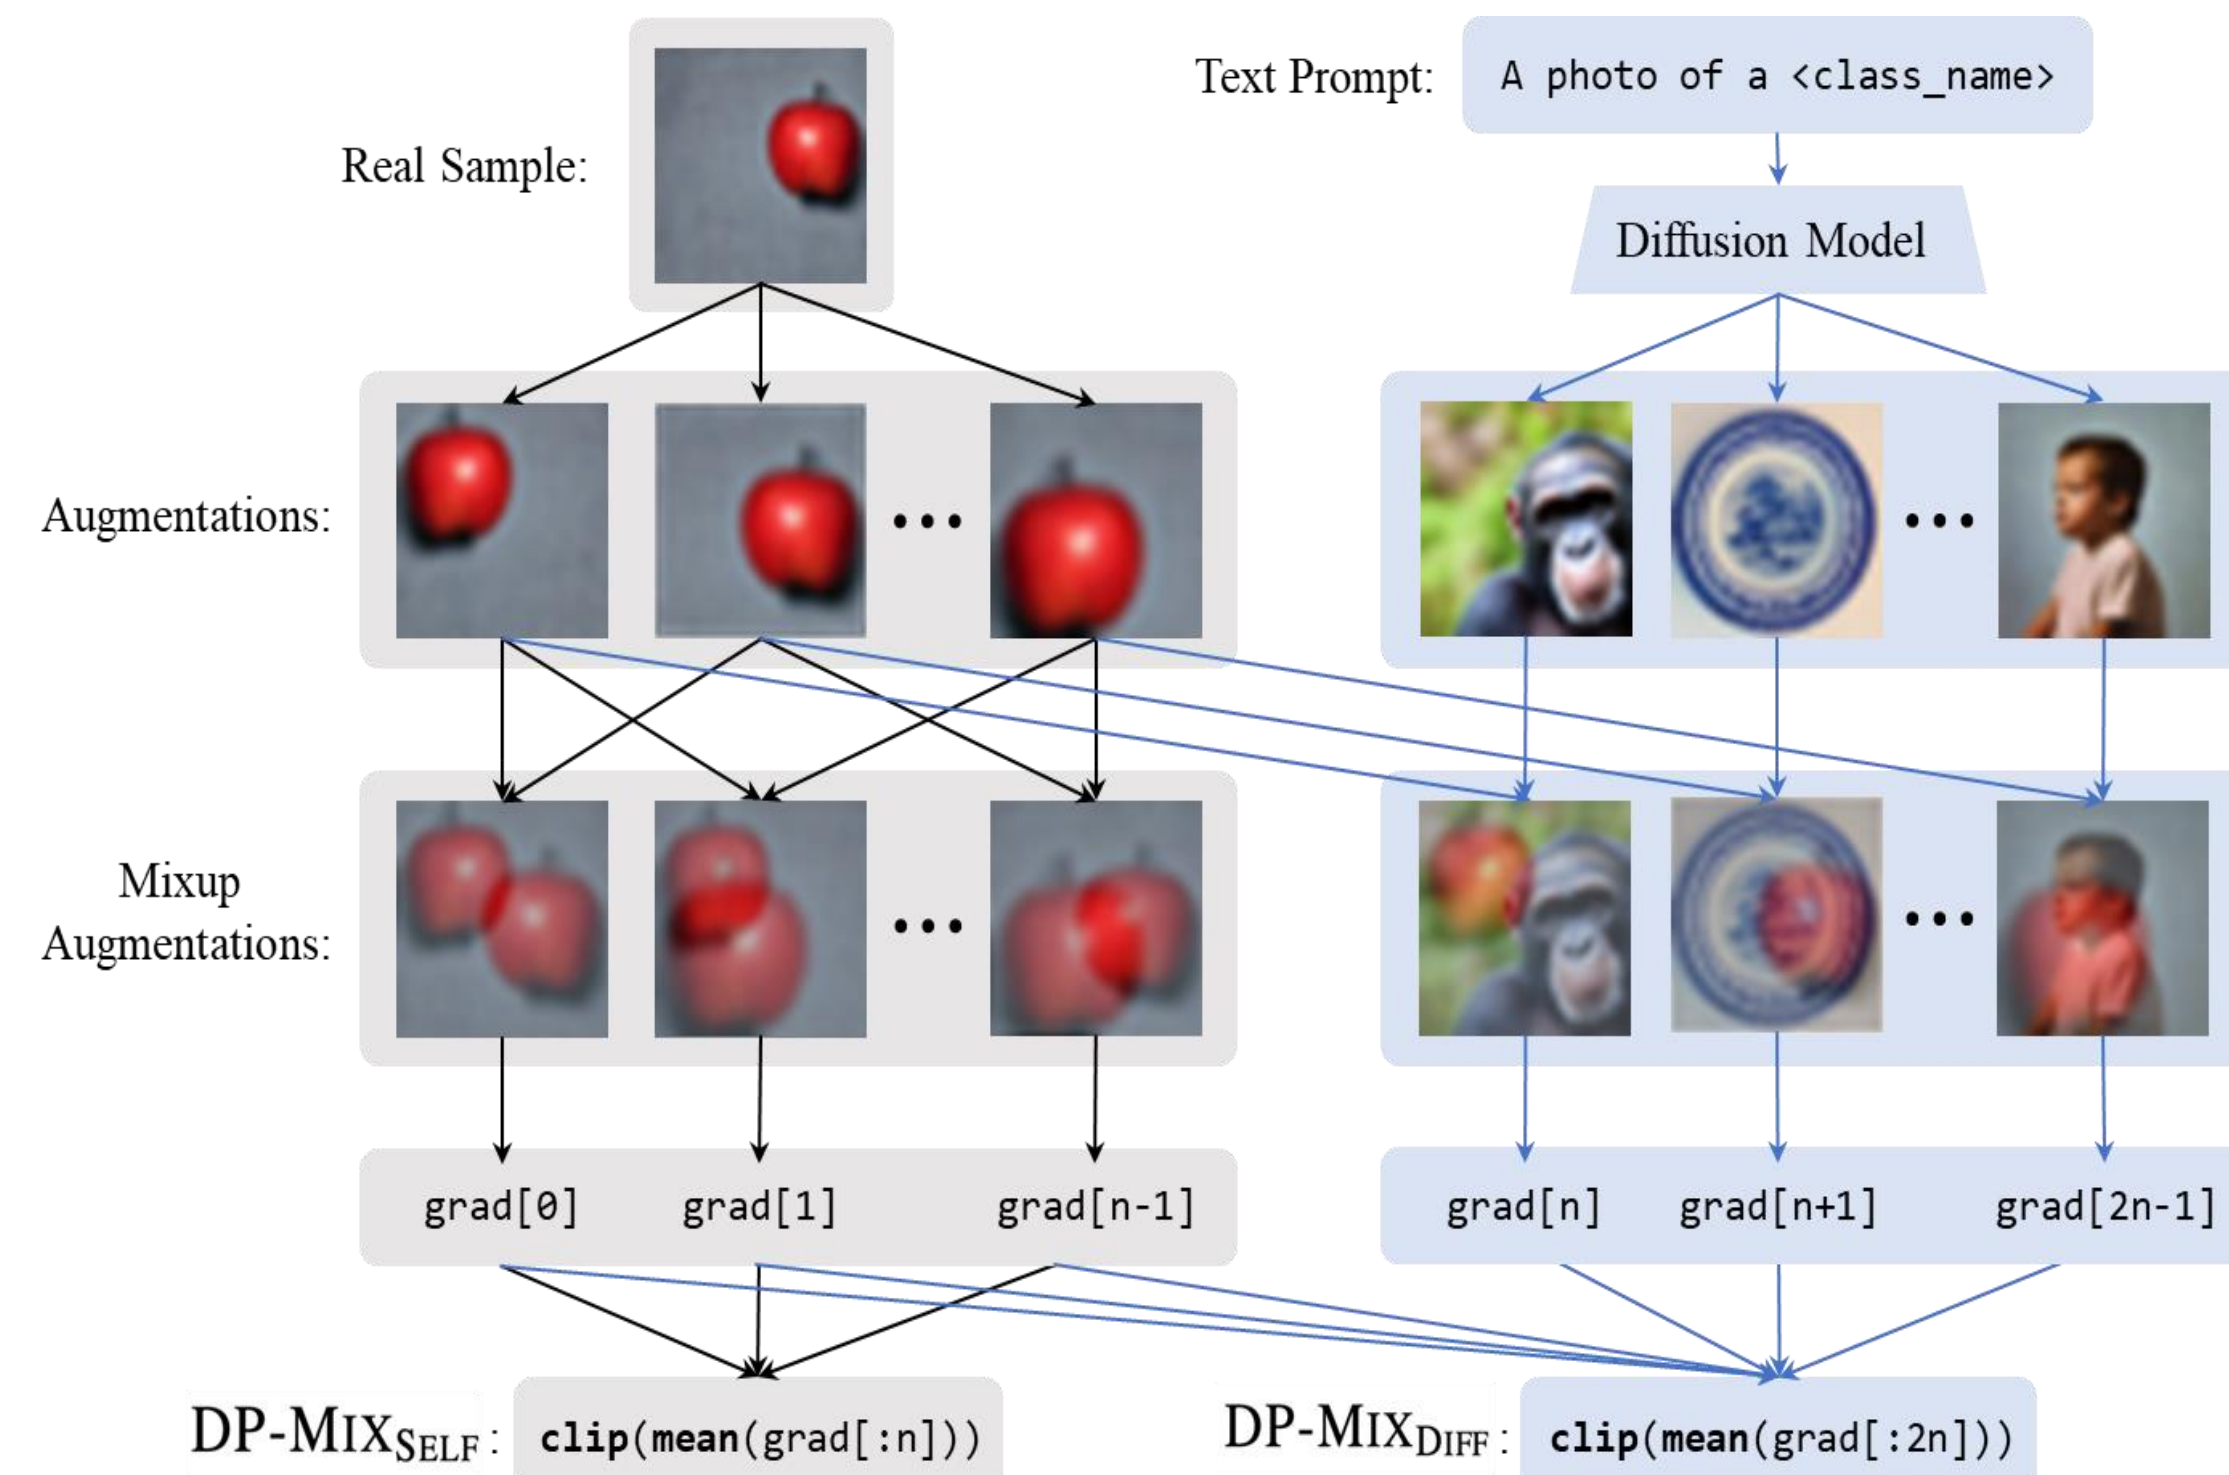 Text Prompt: A photo of a <class_name>
Real Sample:
Diffusion Model
Augmentations:
Mixup
Augmentations:
grad[0] grad[1] grad[n-1] grad[n] grad[n+1] grad[2n-1]
DP-MIXSELF: clip(mean(grad[:n])) DP-MIXDIFF: clip(mean(grad[:2n]))